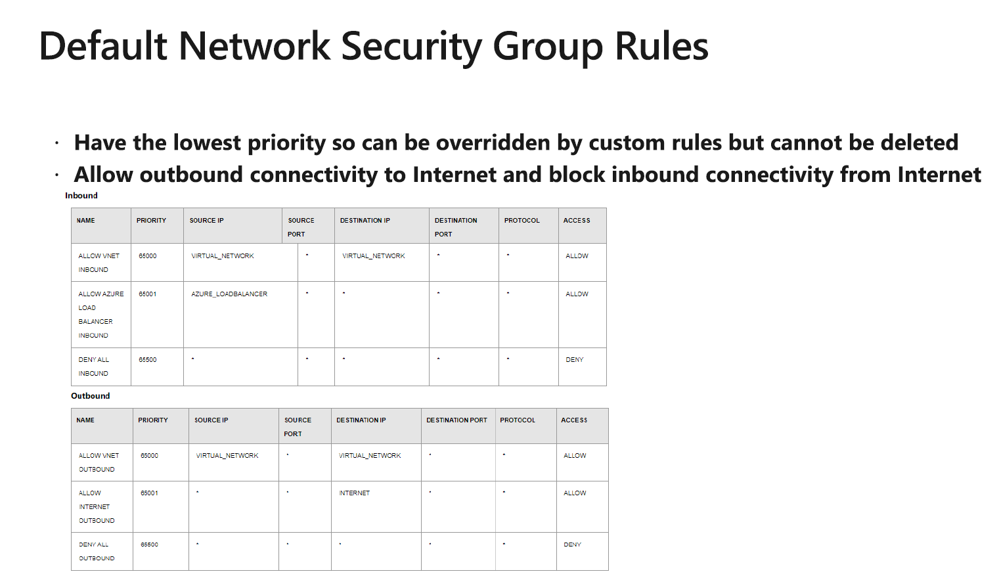 Default Network Security Group Rules
· Have the lowest priority so can be overridden by custom rules but cannot be deleted
· Allow outbound connectivity to Internet and block inbound connectivity from Internet
Inbound
NAME PRIORITY SOURCE IP SOURCE DESTINATION IP DESTINATION PROTOCOL ACCESS
PORT PORT
ALLOW VNET 65000 VIRTUAL_NETWORK * VIRTUAL_NETWORK * * ALLOW
INBOUND
ALLOW AZURE 65001 AZURE_LOADBALANCER * * * * ALLOW
LOAD
BALANCER
INBOUND
DENY ALL 65500 * * * * * DENY
INBOUND
Outbound
NAME PRIORITY SOURCE IP SOURCE DESTINATION IP DESTINATION PORT PROTOCOL ACCESS
PORT
ALLOW VNET 65000 VIRTUAL_NETWORK * VIRTUAL_NETWORK * * ALLOW
OUTBOUND
ALLOW 65001 * * INTERNET * * ALLOW
INTERNET
OUTBOUND
DENY ALL 65500 * * * * * DENY
OUTBOUND